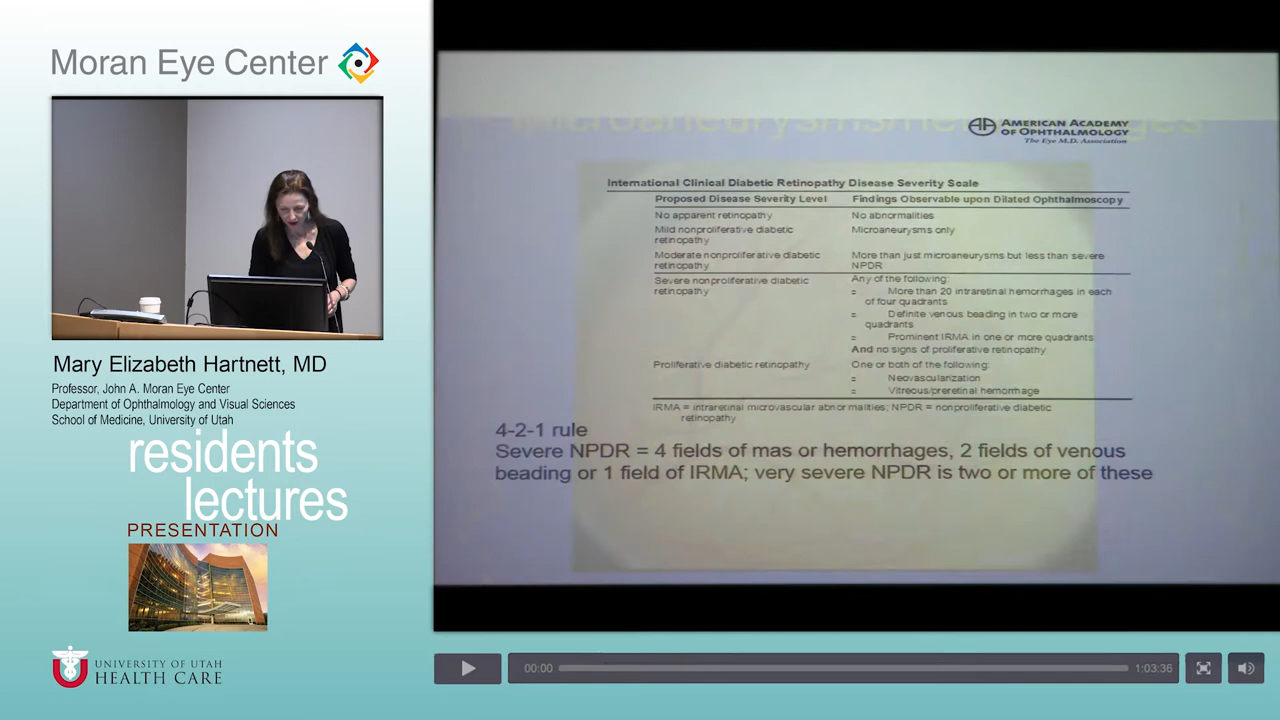 Moran Eye Center
Mary Elizabeth Hartnett, MD
Professor, John A. Moran Eye Center
Department of Ophthalmology and Visual Sciences
School of Medicine, University of Utah
residents
lectures
PRESENTATION
UNIVERSITY OF UTAH
HEALTH CARE
Microaneurysms/hemorrhages
AMERICAN ACADEMY
OF OPHTHALMOLOGY
The Eye M.D. Association
International Clinical Diabetic Retinopathy Disease Severity Scale
Proposed Disease Severity Level Findings Observable upon Dilated Ophthalmoscopy
No apparent retinopathy No abnormalities
Mild nonproliferative diabetic Microaneurysms only
retinopathy
Moderate nonproliferative diabetic More than just microaneurysms but less than severe
retinopathy NPDR
Severe nonproliferative diabetic Any of the following:
retinopathy More than 20 intraretinal hemorrhages in each
of four quadrants
Definite venous beading in two or more
quadrants
Prominent IRMA in one or more quadrants
And no signs of proliferative retinopathy
Proliferative diabetic retinopathy One or both of the following:
Neovascularization
Vitreous/preretinal hemorrhage
IRMA = intraretinal microvascular abnormalities; NPDR = nonproliferative diabetic
retinopathy
4-2-1 rule
Severe NPDR = 4 fields of mas or hemorrhages, 2 fields of venous
beading or 1 field of IRMA; very severe NPDR is two or more of these
00:00 1:03:36